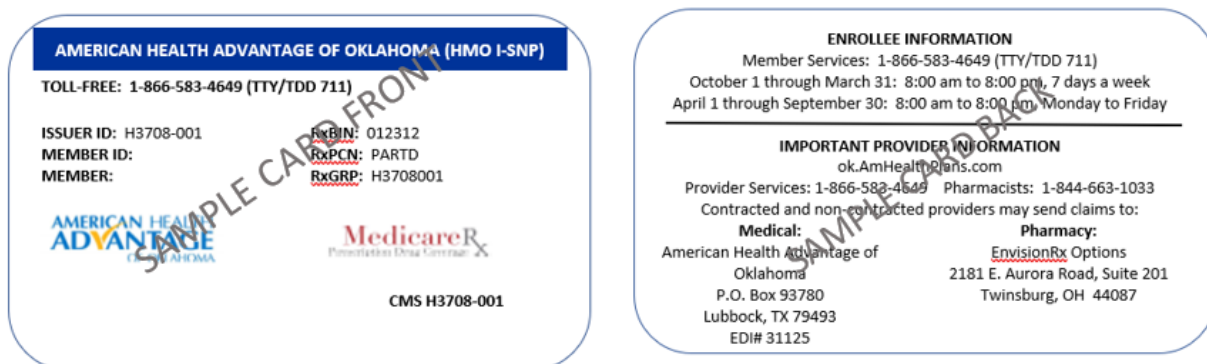 AMERICAN HEALTH ADVANTAGE OF OKLAHOMA (HMO I-SNP)
TOLL-FREE: 1-866-583-4649 (TTY/TDD 711)
ISSUER ID: H3708-001
MEMBER ID:
MEMBER:
RxBIN: 012312
RxPCN: PARTD
RxGRP: H3708001
AMERICAN HEALTH
ADVANTAGE
OF OKLAHOMA
MedicareRx
Prescription Drug Coverage
CMS H3708-001
SAMPLE CARD FRONT
ENROLLEE INFORMATION
Member Services: 1-866-583-4649 (TTY/TDD 711)
October 1 through March 31: 8:00 am to 8:00 pm, 7 days a week
April 1 through September 30: 8:00 am to 8:00 pm, Monday to Friday
IMPORTANT PROVIDER INFORMATION
ok.AmHealthPlans.com
Provider Services: 1-866-583-4649 Pharmacists: 1-844-663-1033
Contracted and non-contracted providers may send claims to:
Medical:
American Health Advantage of
Oklahoma
P.O. Box 93780
Lubbock, TX 79493
EDI# 31125
Pharmacy:
EnvisionRx Options
2181 E. Aurora Road, Suite 201
Twinsburg, OH 44087
SAMPLE CARD BACK